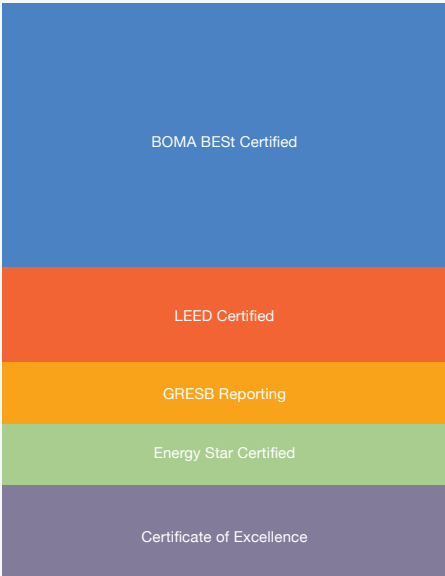 BOMA BESt Certified
LEED Certified
GRESB Reporting
Energy Star Certified
Certificate of Excellence